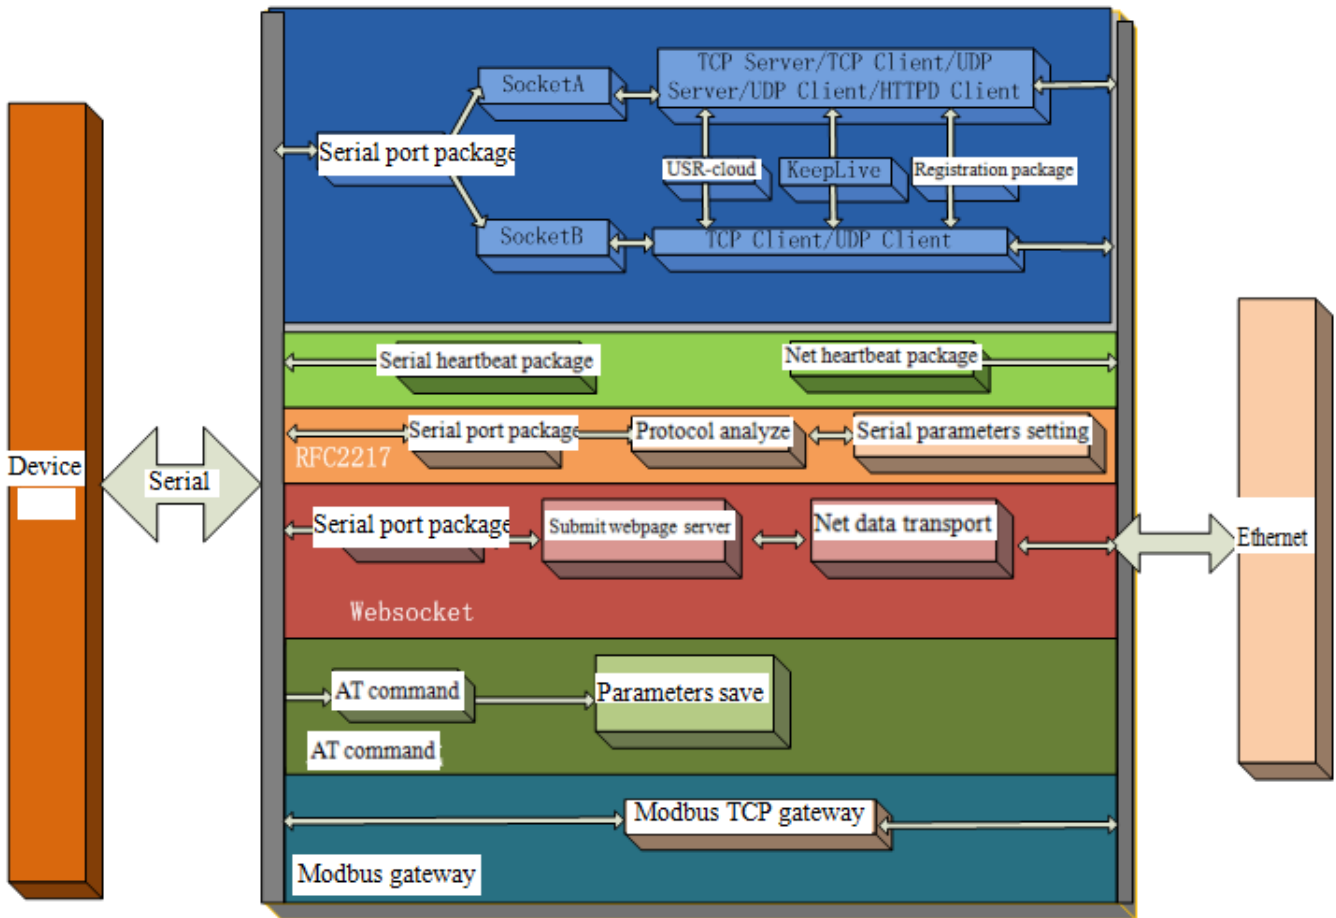 TCP Server/TCP Client/UDP
Server/UDP Client/HTTPD Client
SocketA
Serial port package
USR-cloud
KeepLive
Registration package
SocketB
TCP Client/UDP Client
Serial heartbeat package
Net heartbeat package
Serial port package
Protocol analyze
Serial parameters setting
RFC2217
Device
Serial
Serial port package
Submit webpage server
Net data transport
Ethernet
Websocket
AT command
Parameters save
AT command
Modbus TCP gateway
Modbus gateway